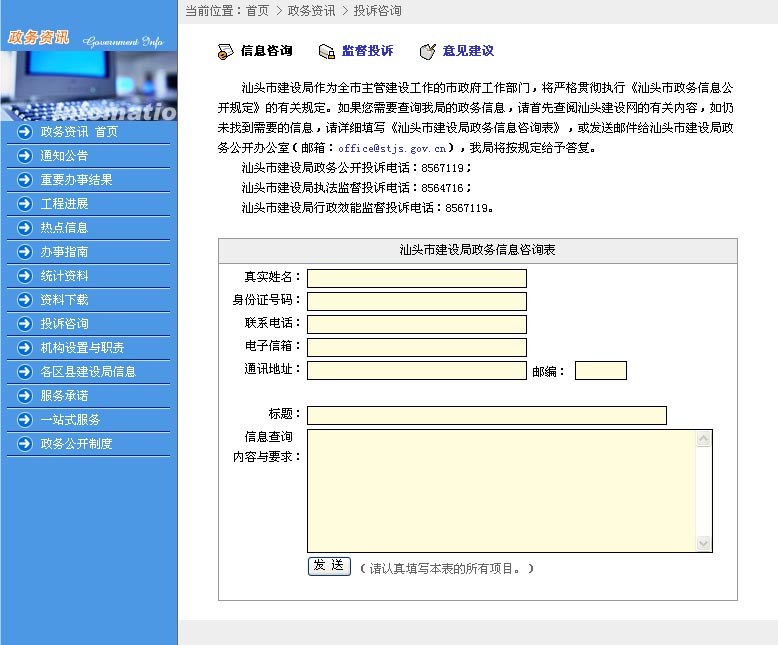 当前位置：首页 > 政务资讯 > 投诉咨询
政务资讯 Government Info
信息咨询 监督投诉 意见建议
政务资讯 首页
通知公告
重要办事结果
工程进展
热点信息
办事指南
统计资料
资料下载
投诉咨询
机构设置与职责
各区县建设局信息
服务承诺
一站式服务
政务公开制度
汕头市建设局作为全市主管建设工作的市政府工作部门，将严格贯彻执行《汕头市政务信息公
开规定》的有关规定。如果您需要查询我局的政务信息，请首先查阅汕头建设网的有关内容，如仍
未找到需要的信息，请详细填写《汕头市建设局政务信息咨询表》，或发送邮件给汕头市建设局政
务公开办公室（邮箱：office@stjs.gov.cn），我局将按规定给予答复。
汕头市建设局政务公开投诉电话：8567119；
汕头市建设局执法监督投诉电话：8564716；
汕头市建设局行政效能监督投诉电话：8567119。
汕头市建设局政务信息咨询表
真实姓名：
身份证号码：
联系电话：
电子信箱：
通讯地址： 邮编：
标题：
信息查询
内容与要求：
发 送 （请认真填写本表的所有项目。）